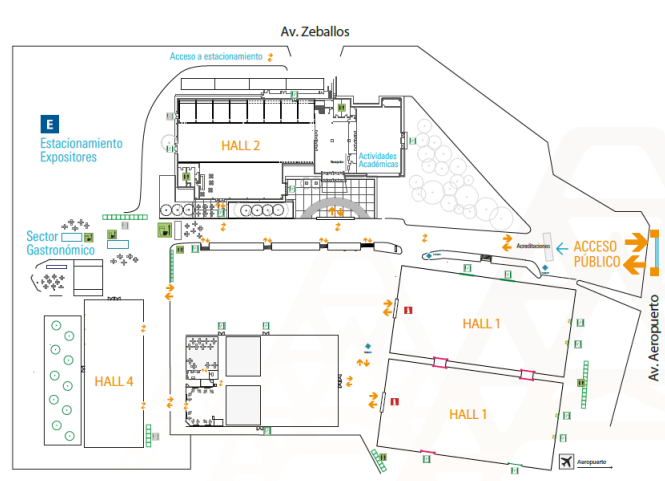 Av. Zeballos
Acceso a estacionamiento
E
Estacionamiento
Expositores
HALL 2
Actividades
Académicas
Sector
Gastronómico
Acreditaciones
ACCESO
PÚBLICO
Av. Aeropuerto
HALL 1
HALL 4
HALL 1
Aeropuerto